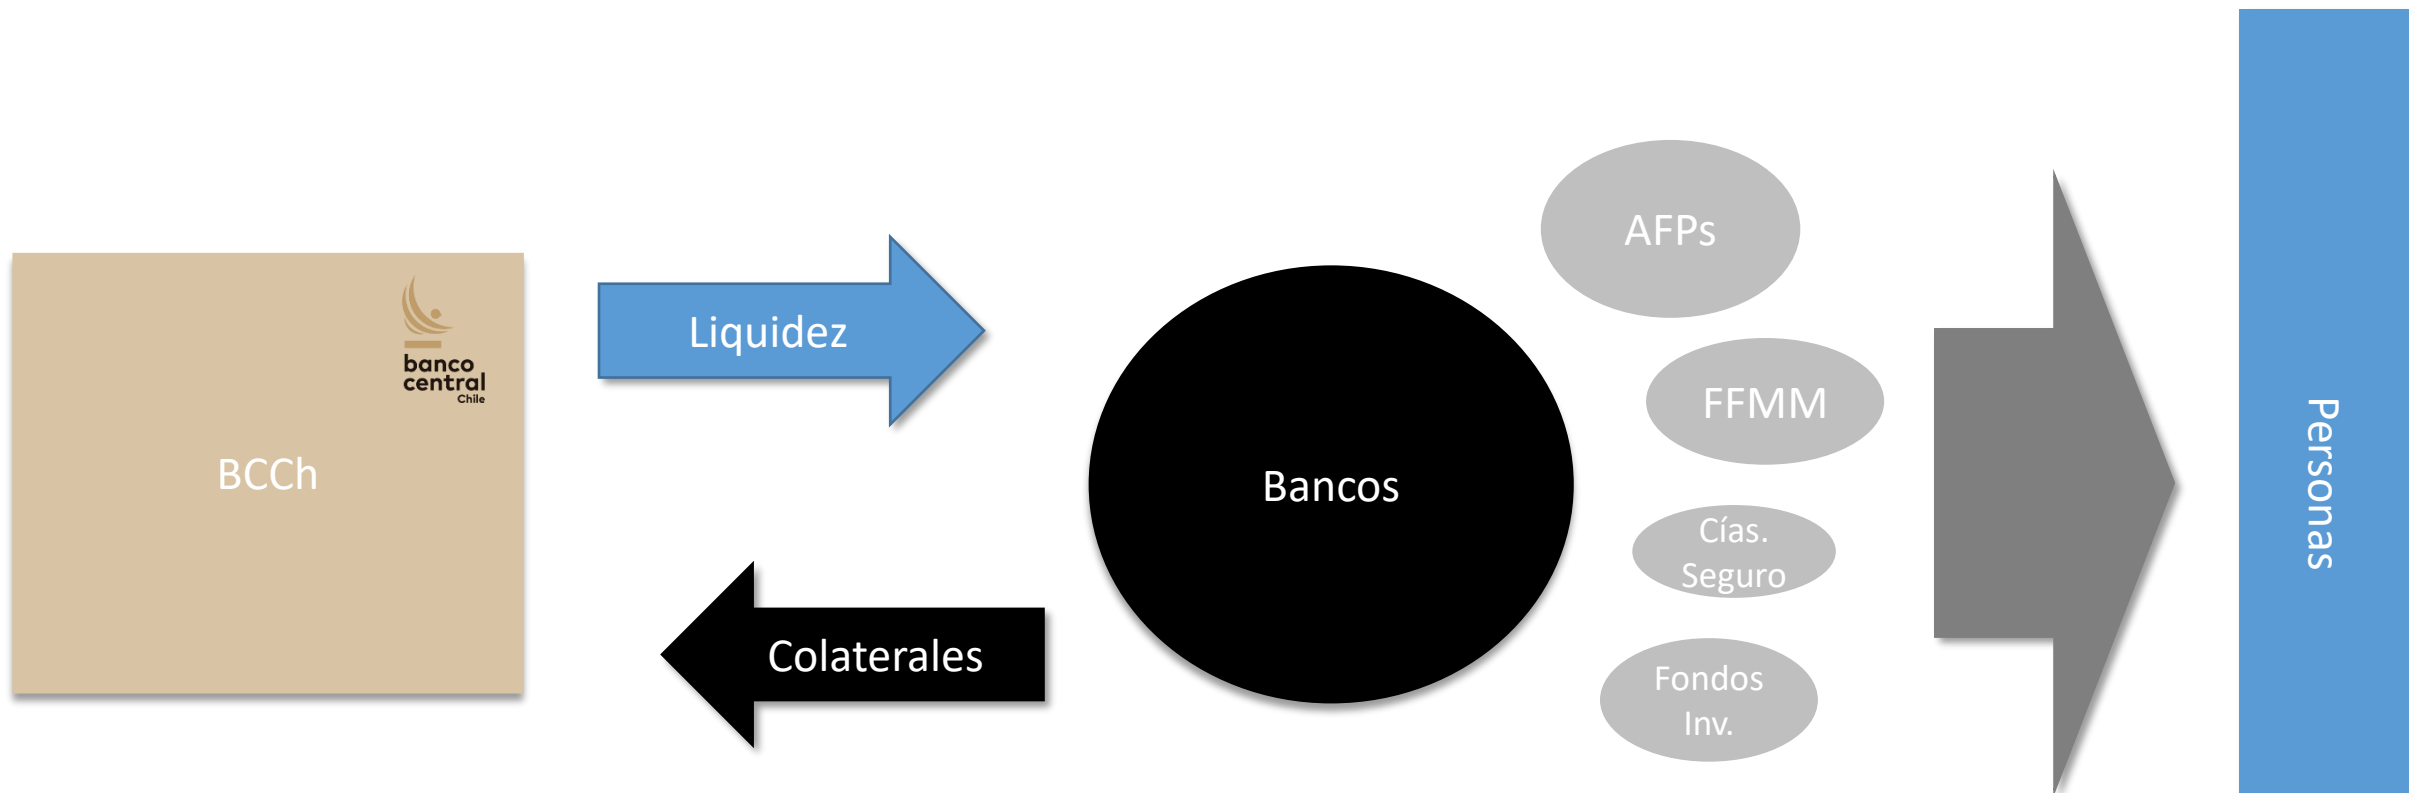 banco
central
Chile
BCCh
Liquidez
Colaterales
Bancos
AFPs
FFMM
Cías.
Seguro
Fondos
Inv.
Personas